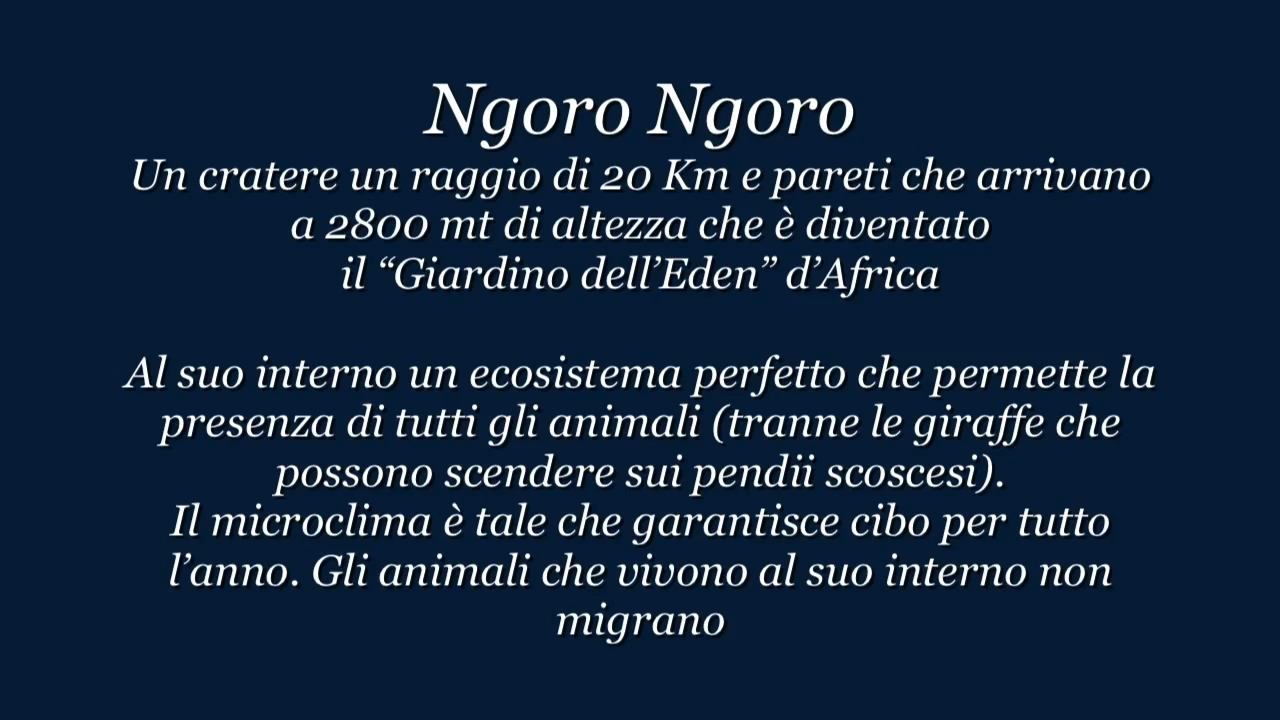 Ngoro Ngoro
Un cratere un raggio di 20 Km e pareti che arrivano
a 2800 mt di altezza che è diventato
il “Giardino dell’Eden” d’Africa
Al suo interno un ecosistema perfetto che permette la
presenza di tutti gli animali (tranne le giraffe che
possono scendere sui pendii scoscesi).
Il microclima è tale che garantisce cibo per tutto
l’anno. Gli animali che vivono al suo interno non
migrano